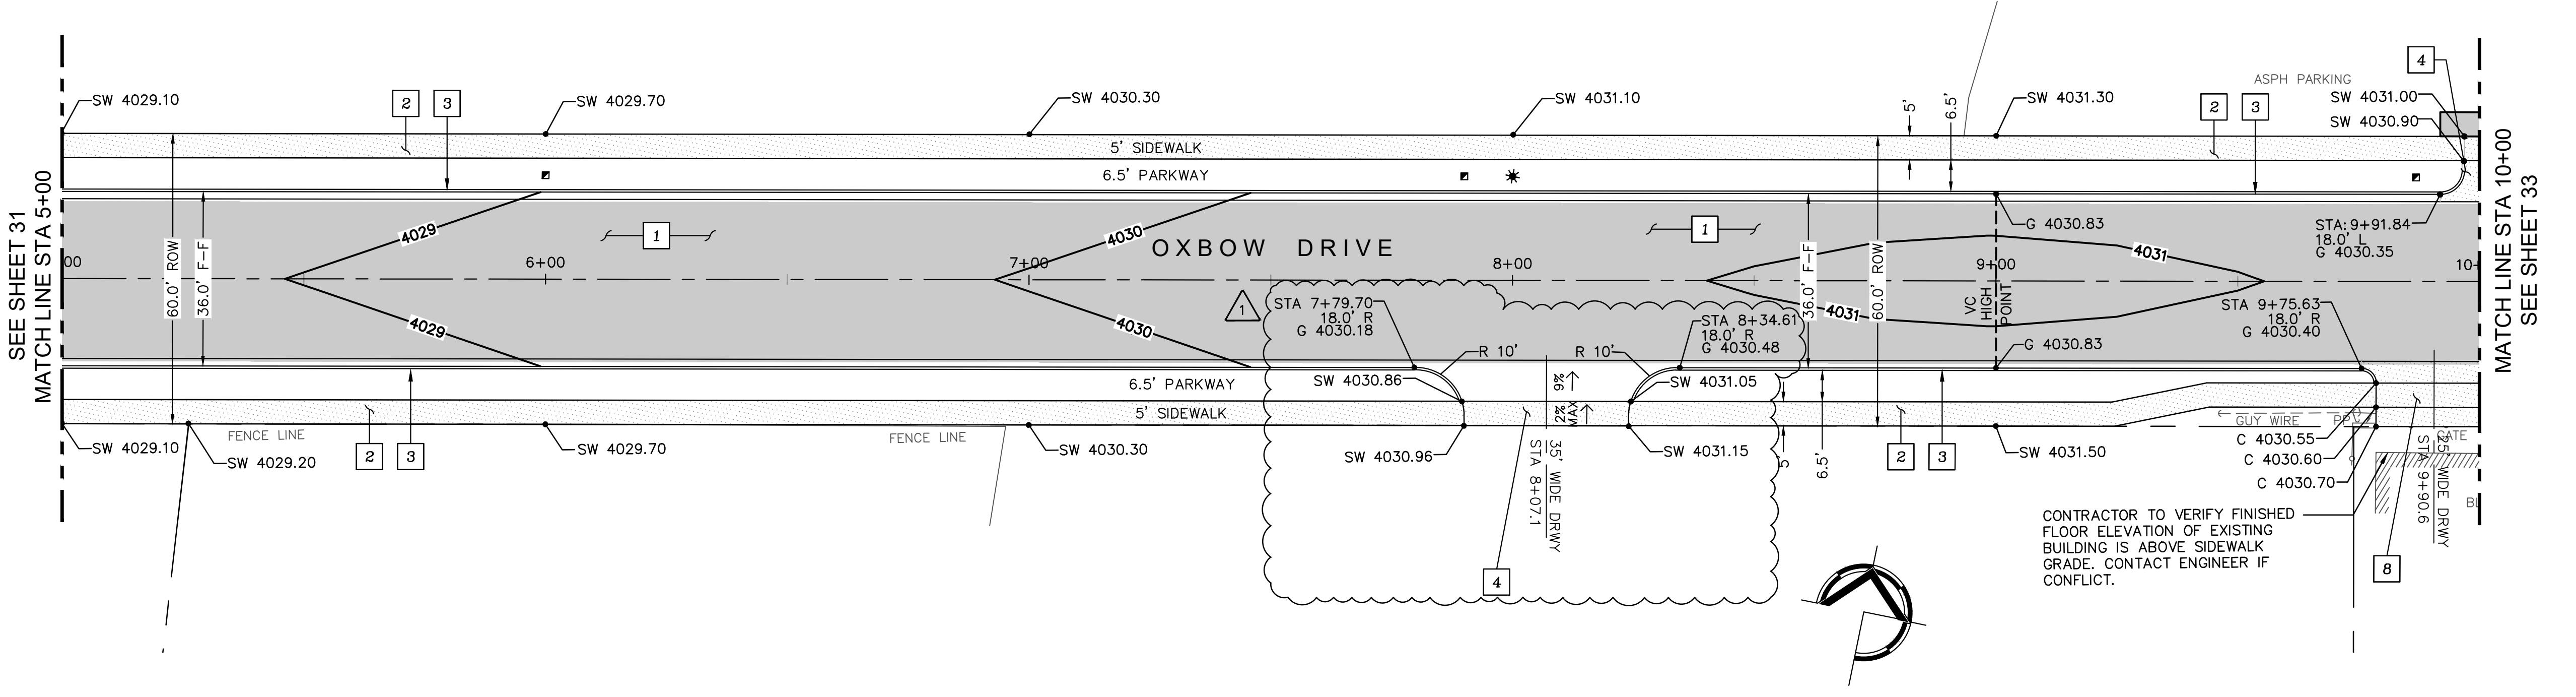 SEE SHEET 31
MATCH LINE STA 5+00
SW 4029.10
2
3
SW 4029.70
SW 4030.30
SW 4031.10
5'
6.5'
SW 4031.30
2
3
4
ASPH PARKING
SW 4031.00
SW 4030.90
5' SIDEWALK
6.5' PARKWAY
60.0' ROW
36.0' F-F
4029
1
4030
OXBOW DRIVE
1
G 4030.83
4031
STA: 9+91.84
18.0' L
G 4030.35
00
6+00
7+00
8+00
9+00
10
VC
HIGH
POINT
36.0' F-F
60.0' ROW
4029
4030
1
STA 7+79.70
18.0' R
G 4030.18
STA 8+34.61
18.0' R
G 4030.48
4031
STA 9+75.63
18.0' R
G 4030.40
R 10'
R 10'
G 4030.83
6.5' PARKWAY
SW 4030.86
9%
SW 4031.05
5' SIDEWALK
2%
MAX
FENCE LINE
FENCE LINE
GUY WIRE
PP
SW 4029.10
SW 4029.20
SW 4029.70
SW 4030.30
SW 4030.96
SW 4031.15
5'
6.5'
SW 4031.50
2
3
2
3
C 4030.55
C 4030.60
C 4030.70
GATE
35' WIDE DRWY
STA 8+07.1
25' WIDE DRWY
STA 9+90.6
4
8
CONTRACTOR TO VERIFY FINISHED
FLOOR ELEVATION OF EXISTING
BUILDING IS ABOVE SIDEWALK
GRADE. CONTACT ENGINEER IF
CONFLICT.
MATCH LINE STA 10+00
SEE SHEET 33